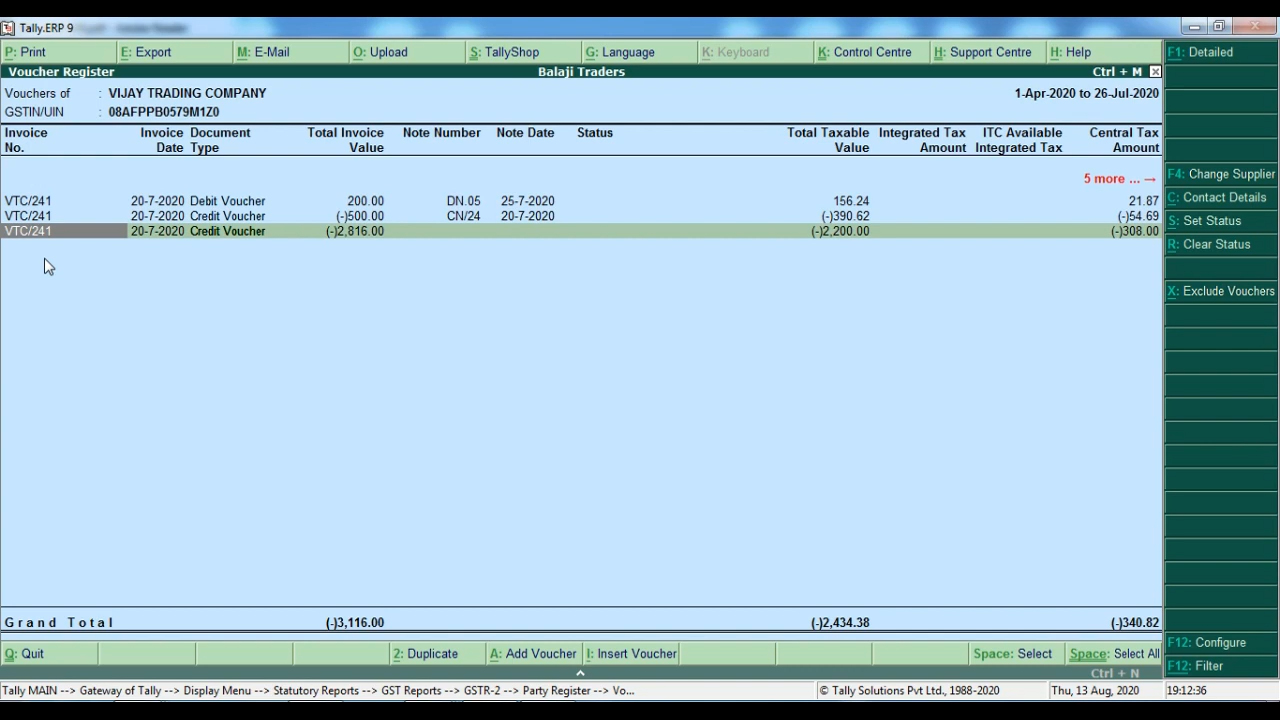 Tally.ERP 9
P: Print E: Export M: E-Mail O: Upload S: TallyShop G: Language K: Keyboard K: Control Centre H: Support Centre H: Help F1: Detailed
Voucher Register Balaji Traders Ctrl + M
Vouchers of : VIJAY TRADING COMPANY 1-Apr-2020 to 26-Jul-2020
GSTIN/UIN : 08AFPPB0579M1Z0
Invoice Invoice Document Total Invoice Note Number Note Date Status Total Taxable Integrated Tax ITC Available Central Tax
No. Date Type Value Value Amount Integrated Tax Amount
5 more ... →
F4: Change Supplier
VTC/241 20-7-2020 Debit Voucher 200.00 DN.05 25-7-2020 156.24 21.87
C: Contact Details
VTC/241 20-7-2020 Credit Voucher (-)500.00 CN/24 20-7-2020 (-)390.62 (-)54.69
S: Set Status
VTC/241 20-7-2020 Credit Voucher (-)2,816.00 (-)2,200.00 (-)308.00
R: Clear Status
X: Exclude Vouchers
Grand Total (-)3,116.00 (-)2,434.38 (-)340.82
F12: Configure
Q: Quit 2: Duplicate A: Add Voucher I: Insert Voucher Space: Select Space: Select All
F12: Filter
Ctrl + N
Tally MAIN --> Gateway of Tally --> Display Menu --> Statutory Reports --> GST Reports --> GSTR-2 --> Party Register --> Vo... © Tally Solutions Pvt Ltd., 1988-2020 Thu, 13 Aug, 2020 19:12:36